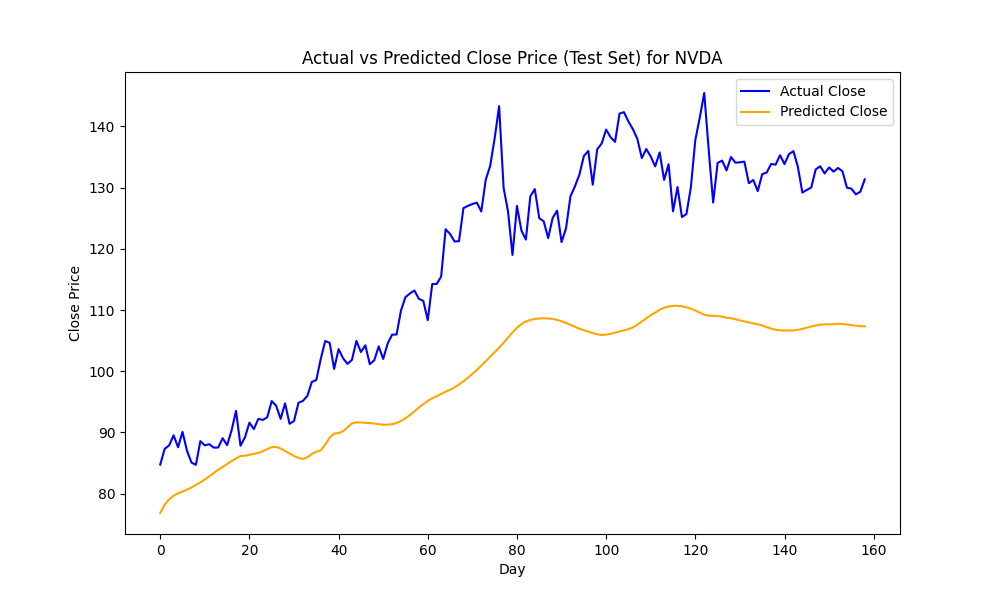 Actual vs Predicted Close Price (Test Set) for NVDA
Actual Close
Predicted Close
Close Price
140
130
120
110
100
90
80
0 20 40 60 80 100 120 140 160
Day